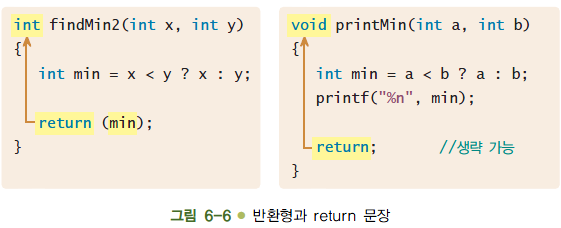 int findMin2(int x, int y)
{
int min = x < y ? x : y;
return (min);
}
void printMin(int a, int b)
{
int min = a < b ? a : b;
printf("%n", min);
return; //생략 가능
}
그림 6-6 ● 반환형과 return 문장